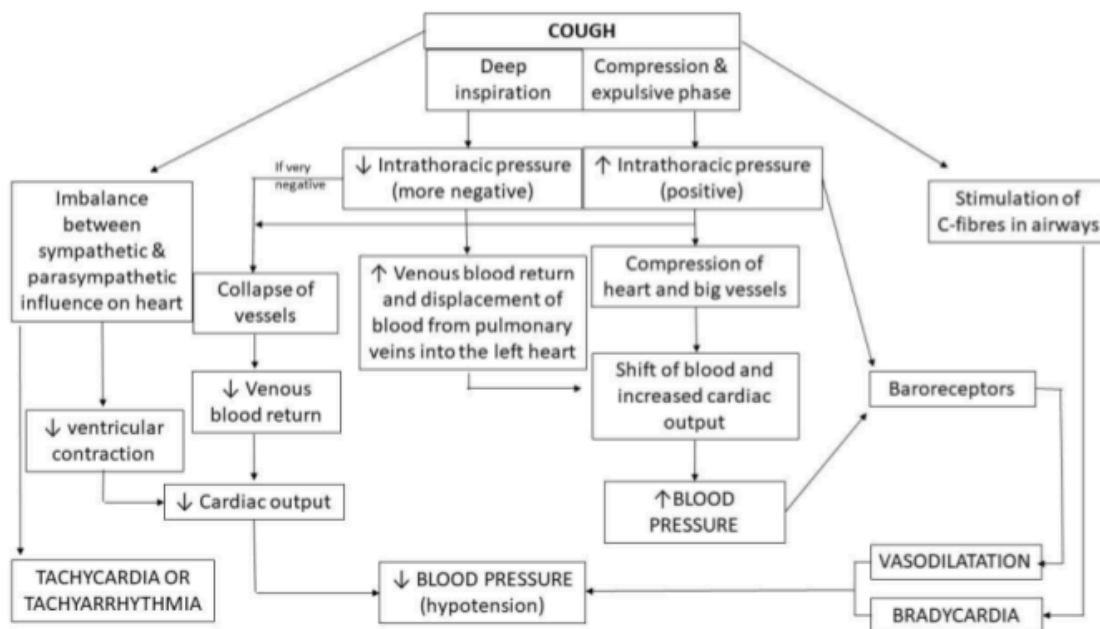 COUGH
Deep
inspiration
Compression &
expulsive phase
If very
negative
↓ Intrathoracic pressure
(more negative)
↑ Intrathoracic pressure
(positive)
Imbalance
between
sympathetic &
parasympathetic
influence on heart
Stimulation of
C-fibres in airways
Collapse of
vessels
↑ Venous blood return
and displacement of
blood from pulmonary
veins into the left heart
Compression of
heart and big vessels
↓ Venous
blood return
Shift of blood and
increased cardiac
output
Baroreceptors
↓ ventricular
contraction
↓ Cardiac output
↑BLOOD
PRESSURE
TACHYCARDIA OR
TACHYARRHYTHMIA
↓ BLOOD PRESSURE
(hypotension)
VASODILATATION
BRADYCARDIA